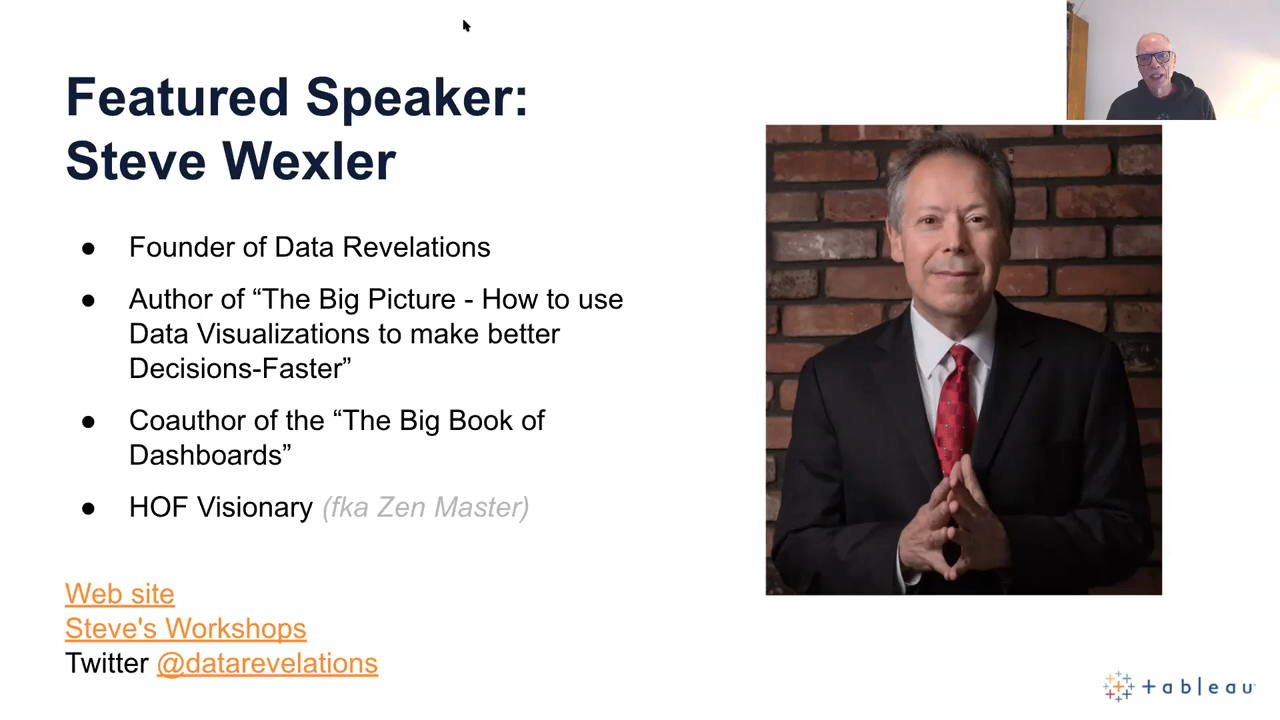 Featured Speaker:
Steve Wexler
● Founder of Data Revelations
● Author of “The Big Picture - How to use
Data Visualizations to make better
Decisions-Faster”
● Coauthor of the “The Big Book of
Dashboards”
● HOF Visionary (fka Zen Master)
Web site
Steve's Workshops
Twitter @datarevelations
+ableau